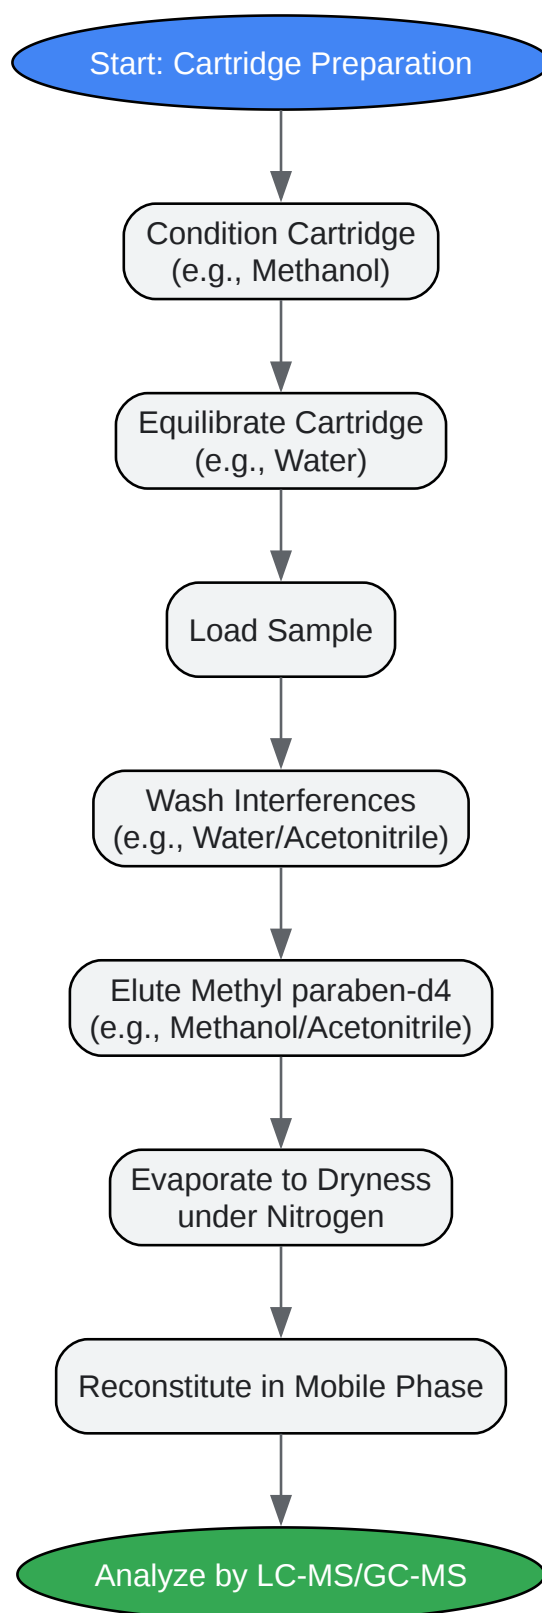 Start: Cartridge Preparation
Condition Cartridge
(e.g., Methanol)
Equilibrate Cartridge
(e.g., Water)
Load Sample
Wash Interferences
(e.g., Water/Acetonitrile)
Elute Methyl paraben-d4
(e.g., Methanol/Acetonitrile)
Evaporate to Dryness
under Nitrogen
Reconstitute in Mobile Phase
Analyze by LC-MS/GC-MS